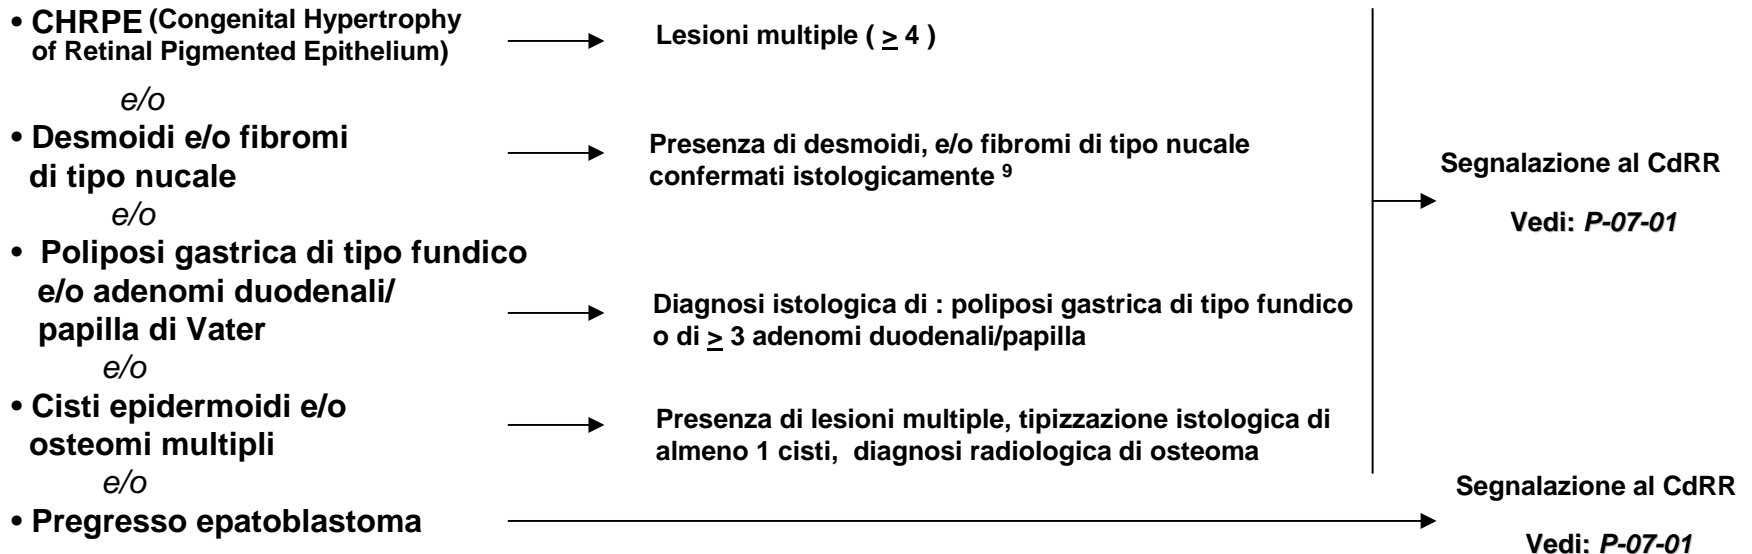 • CHRPE (Congenital Hypertrophy
of Retinal Pigmented Epithelium)
Lesioni multiple ( ≥ 4 )
e/o
• Desmoidi e/o fibromi
di tipo nucale
Presenza di desmoidi, e/o fibromi di tipo nucale
confermati istologicamente 9
e/o
• Poliposi gastrica di tipo fundico
e/o adenomi duodenali/
papilla di Vater
Diagnosi istologica di : poliposi gastrica di tipo fundico
o di ≥ 3 adenomi duodenali/papilla
e/o
• Cisti epidermoidi e/o
osteomi multipli
Presenza di lesioni multiple, tipizzazione istologica di
almeno 1 cisti, diagnosi radiologica di osteoma
Segnalazione al CdRR
Vedi: P-07-01
e/o
• Pregresso epatoblastoma
Segnalazione al CdRR
Vedi: P-07-01